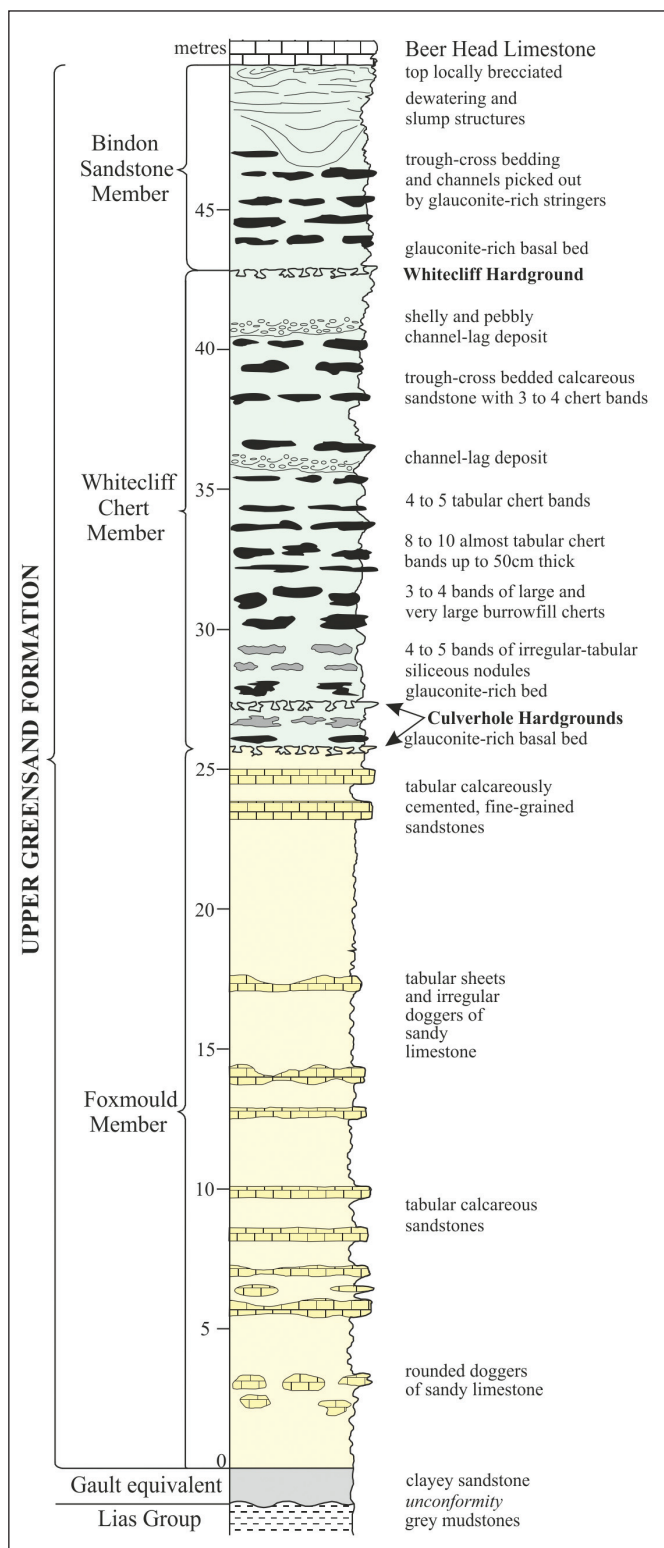 metres
Beer Head Limestone
top locally brecciated
dewatering and
slump structures
Bindon
Sandstone
Member
trough-cross bedding
and channels picked out
by glauconite-rich stringers
45
glauconite-rich basal bed
Whitecliff Hardground
shelly and pebbly
channel-lag deposit
40
trough-cross bedded calcareous
sandstone with 3 to 4 chert bands
channel-lag deposit
Whitecliff
Chert
Member
35
4 to 5 tabular chert bands
8 to 10 almost tabular chert
bands up to 50cm thick
3 to 4 bands of large and
very large burrowfill cherts
30
4 to 5 bands of irregular-tabular
siliceous nodules
glauconite-rich bed
Culverhole Hardgrounds
glauconite-rich basal bed
25
tabular calcareously
cemented, fine-grained
sandstones
UPPER GREENSAND FORMATION
20
tabular sheets
and irregular
doggers of
sandy
limestone
15
Foxmould
Member
10
tabular calcareous
sandstones
5
rounded doggers
of sandy limestone
0
Gault equivalent
clayey sandstone
unconformity
Lias Group
grey mudstones